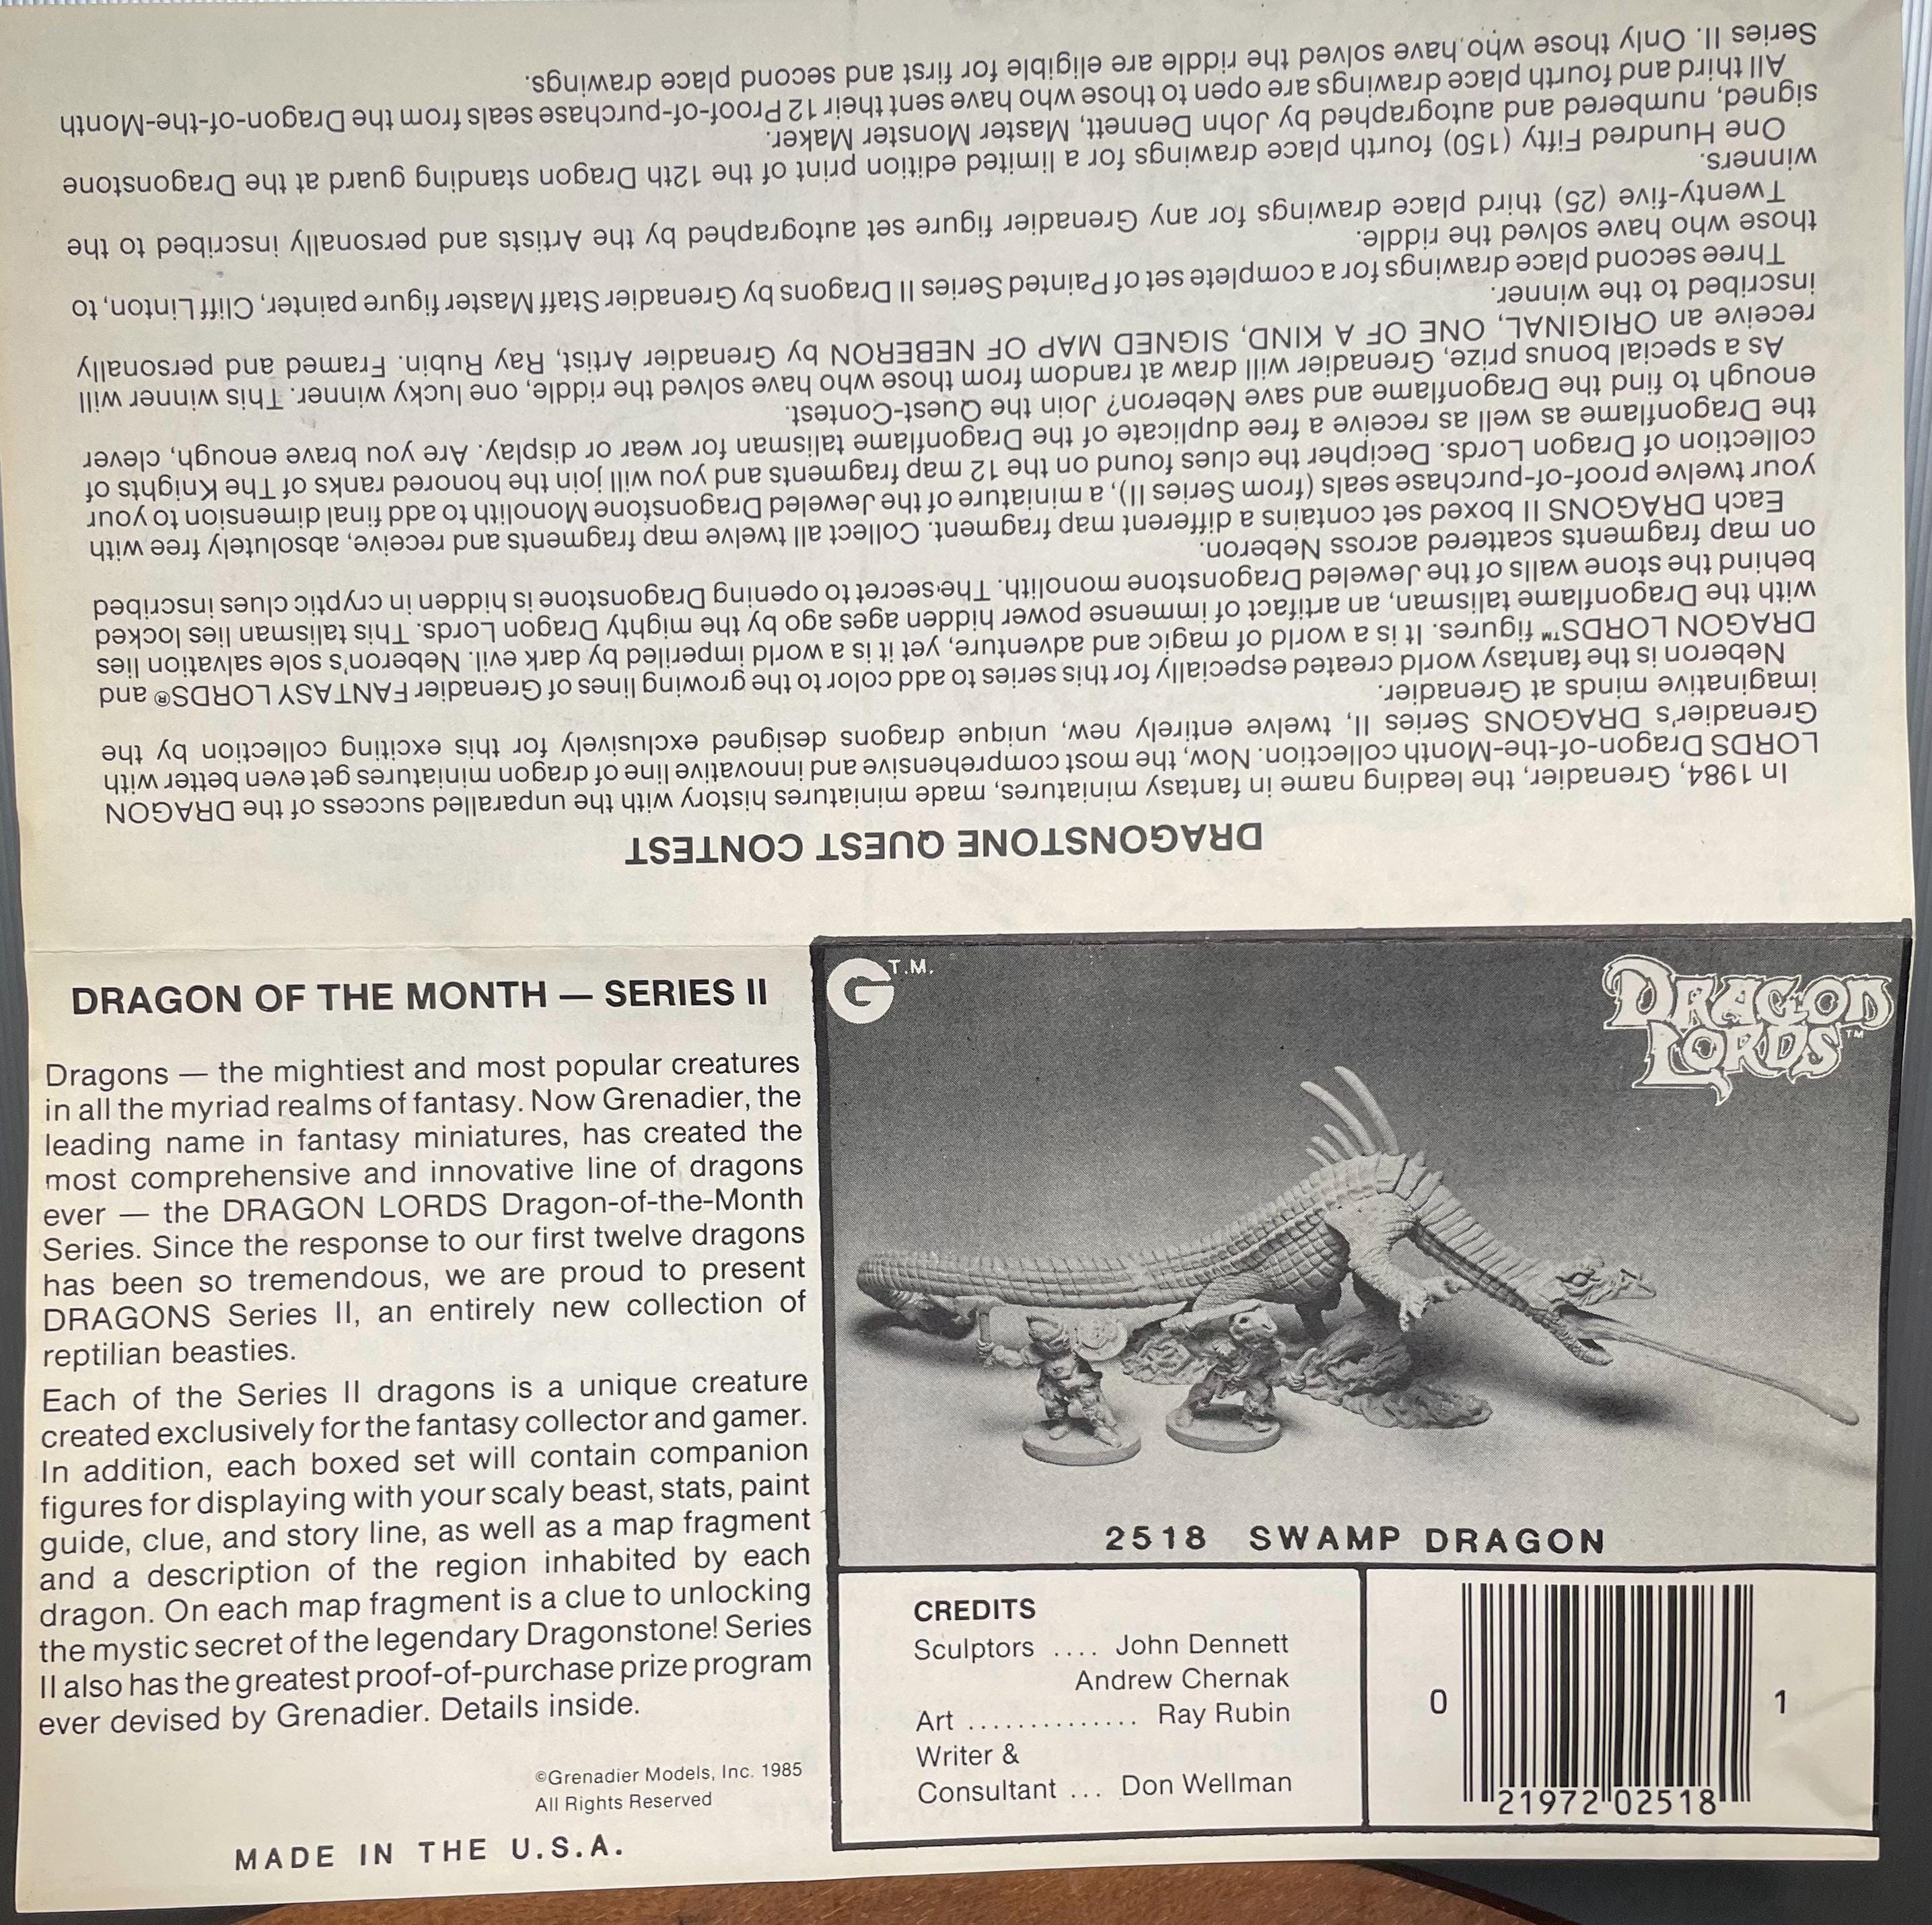 DRAGONSTONE QUEST CONTEST
In 1984, Grenadier, the leading name in fantasy miniatures, made miniatures history with the unparalled success of the DRAGON
LORDS Dragon-of-the-Month collection. Now, the most comprehensive and innovative line of dragon miniatures get even better with
Grenadier's DRAGONS Series II, twelve entirely new, unique dragons designed exclusively for this exciting collection by the
imaginative minds at Grenadier.
Neberon is the fantasy world created especially for this series to add color to the growing lines of Grenadier FANTASY LORDS® and
DRAGON LORDS™ figures. It is a world of magic and adventure, yet it is a world imperiled by dark evil. Neberon's sole salvation lies
with the Dragonflame talisman, an artifact of immense power hidden ages ago by the mighty Dragon Lords. This talisman lies locked
behind the stone walls of the Jeweled Dragonstone monolith. The secret to opening Dragonstone is hidden in cryptic clues inscribed
on map fragments scattered across Neberon.
Each DRAGONS II boxed set contains a different map fragment. Collect all twelve map fragments and receive, absolutely free with
your twelve proof-of-purchase seals (from Series II), a miniature of the Jeweled Dragonstone Monolith to add final dimension to your
collection of Dragon Lords. Decipher the clues found on the 12 map fragments and you will join the honored ranks of The Knights of
the Dragonflame as well as receive a free duplicate of the Dragonflame talisman for wear or display. Are you brave enough, clever
enough to find the Dragonflame and save Neberon? Join the Quest-Contest.
As a special bonus prize, Grenadier will draw at random from those who have solved the riddle, one lucky winner. This winner will
receive an ORIGINAL, ONE OF A KIND, SIGNED MAP OF NEBERON by Grenadier Artist, Ray Rubin. Framed and personally
inscribed to the winner.
Three second place drawings for a complete set of Painted Series II Dragons by Grenadier Staff Master figure painter, Cliff Linton, to
those who have solved the riddle.
Twenty-five (25) third place drawings for any Grenadier figure set autographed by the Artists and personally inscribed to the
winners.
One Hundred Fifty (150) fourth place drawings for a limited edition print of the 12th Dragon standing guard at the Dragonstone
signed, numbered and autographed by John Dennett, Master Monster Maker.
All third and fourth place drawings are open to those who have sent their 12 Proof-of-purchase seals from the Dragon-of-the-Month
Series II. Only those who have solved the riddle are eligible for first and second place drawings.
DRAGON OF THE MONTH — SERIES II
Dragons — the mightiest and most popular creatures
in all the myriad realms of fantasy. Now Grenadier, the
leading name in fantasy miniatures, has created the
most comprehensive and innovative line of dragons
ever — the DRAGON LORDS Dragon-of-the-Month
Series. Since the response to our first twelve dragons
has been so tremendous, we are proud to present
DRAGONS Series II, an entirely new collection of
reptilian beasties.
Each of the Series II dragons is a unique creature
created exclusively for the fantasy collector and gamer.
In addition, each boxed set will contain companion
figures for displaying with your scaly beast, stats, paint
guide, clue, and story line, as well as a map fragment
and a description of the region inhabited by each
dragon. On each map fragment is a clue to unlocking
the mystic secret of the legendary Dragonstone! Series
II also has the greatest proof-of-purchase prize program
ever devised by Grenadier. Details inside.
©Grenadier Models, Inc. 1985
All Rights Reserved
MADE IN THE U.S.A.
G T.M.
DRAGON
LORDS™
2518 SWAMP DRAGON
CREDITS
Sculptors .... John Dennett
Andrew Chernak
Art .............. Ray Rubin
Writer &
Consultant ... Don Wellman
0 21972 02518 1